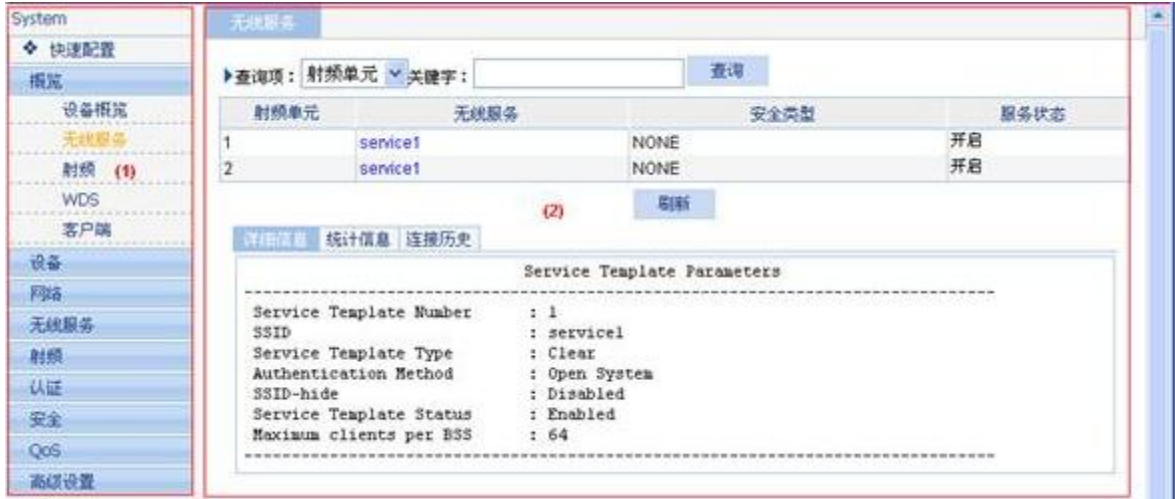 System
快速配置
概览
设备概览
无线服务
射频 (1)
WDS
客户端
设备
网络
无线服务
射频
认证
安全
QoS
高级设置
无线服务
查询项： 射频单元 关键字： 查询
射频单元 无线服务 安全类型 服务状态
1 service1 NONE 开启
2 service1 NONE 开启
(2) 刷新
详细信息 统计信息 连接历史
Service Template Parameters
--------------------------------------------------------------------------------
Service Template Number : 1
SSID : service1
Service Template Type : Clear
Authentication Method : Open System
SSID-hide : Disabled
Service Template Status : Enabled
Maximum clients per BSS : 64
--------------------------------------------------------------------------------